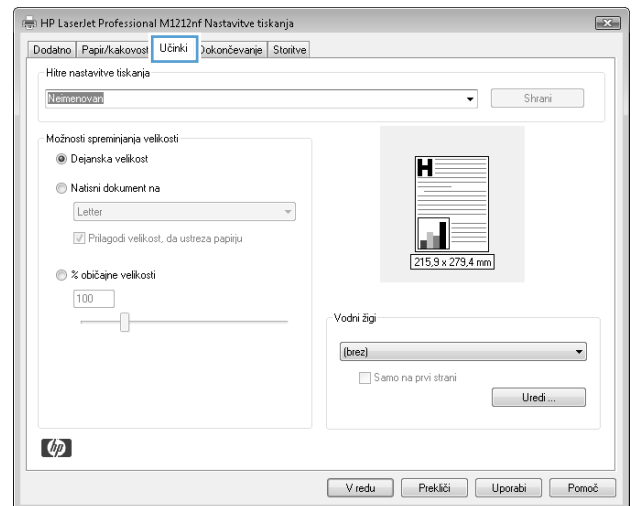 HP LaserJet Professional M1212nf Nastavitve tiskanja
Dodatno Papir/kakovost Učinki Dokončevanje Storitve
Hitre nastavitve tiskanja
Neimenovan Shrani
Možnosti spreminjanja velikosti
Dejanska velikost
Natisni dokument na
Letter
Prilagodi velikost, da ustreza papirju
% običajne velikosti
100
H
215,9 x 279,4 mm
Vodni žigi
(brez)
Samo na prvi strani
Uredi ...
hp
V redu Prekliči Uporabi Pomoč